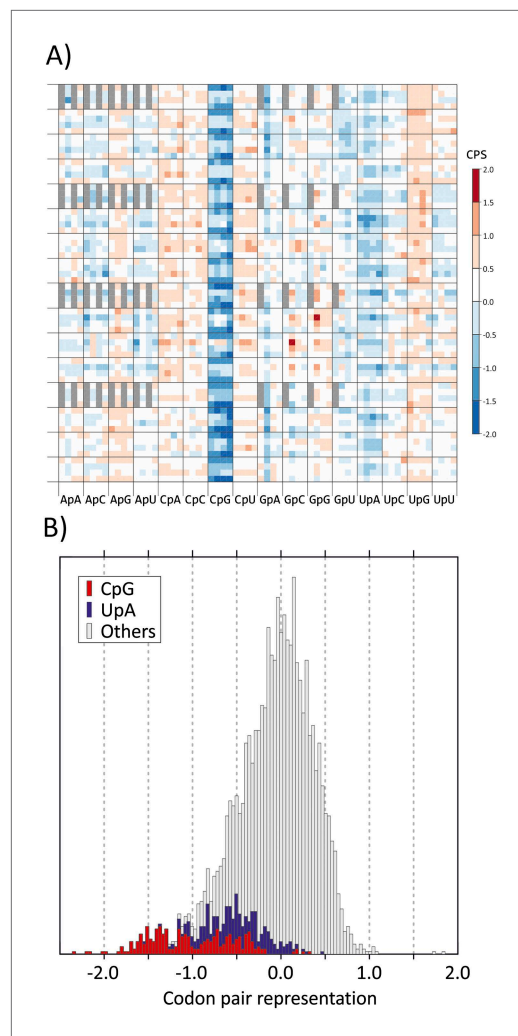 A)
CPS
2.0
1.5
1.0
0.5
0.0
-0.5
-1.0
-1.5
-2.0
ApA ApC ApG ApU CpA CpC CpG CpU GpA GpC GpG GpU UpA UpC UpG UpU
B)
CpG
UpA
Others
-2.0 -1.0 0.0 1.0 2.0
Codon pair representation